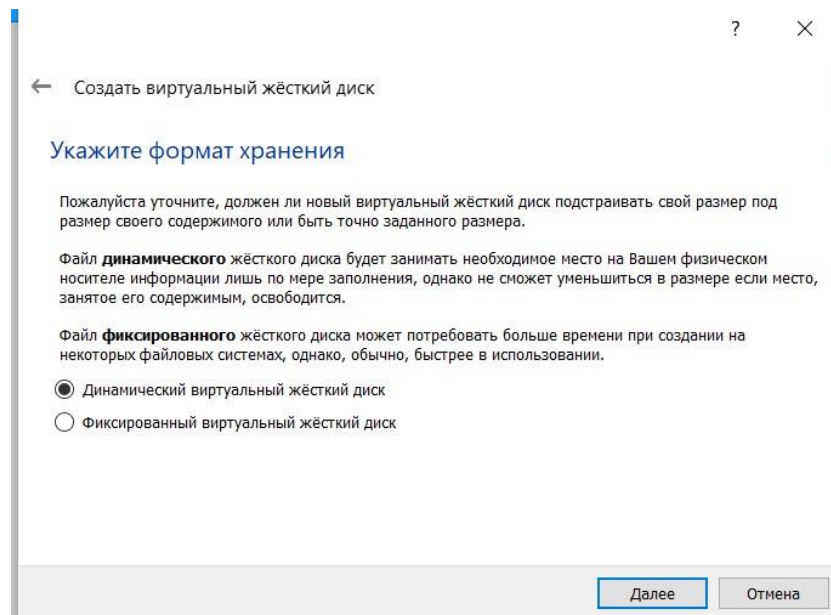 ?
Создать виртуальный жёсткий диск
Укажите формат хранения
Пожалуйста уточните, должен ли новый виртуальный жёсткий диск подстраивать свой размер под
размер своего содержимого или быть точно заданного размера.
Файл динамического жёсткого диска будет занимать необходимое место на Вашем физическом
носителе информации лишь по мере заполнения, однако не сможет уменьшиться в размере если место,
занятое его содержимым, освободится.
Файл фиксированного жёсткого диска может потребовать больше времени при создании на
некоторых файловых системах, однако, обычно, быстрее в использовании.
Динамический виртуальный жёсткий диск
Фиксированный виртуальный жёсткий диск
Далее Отмена